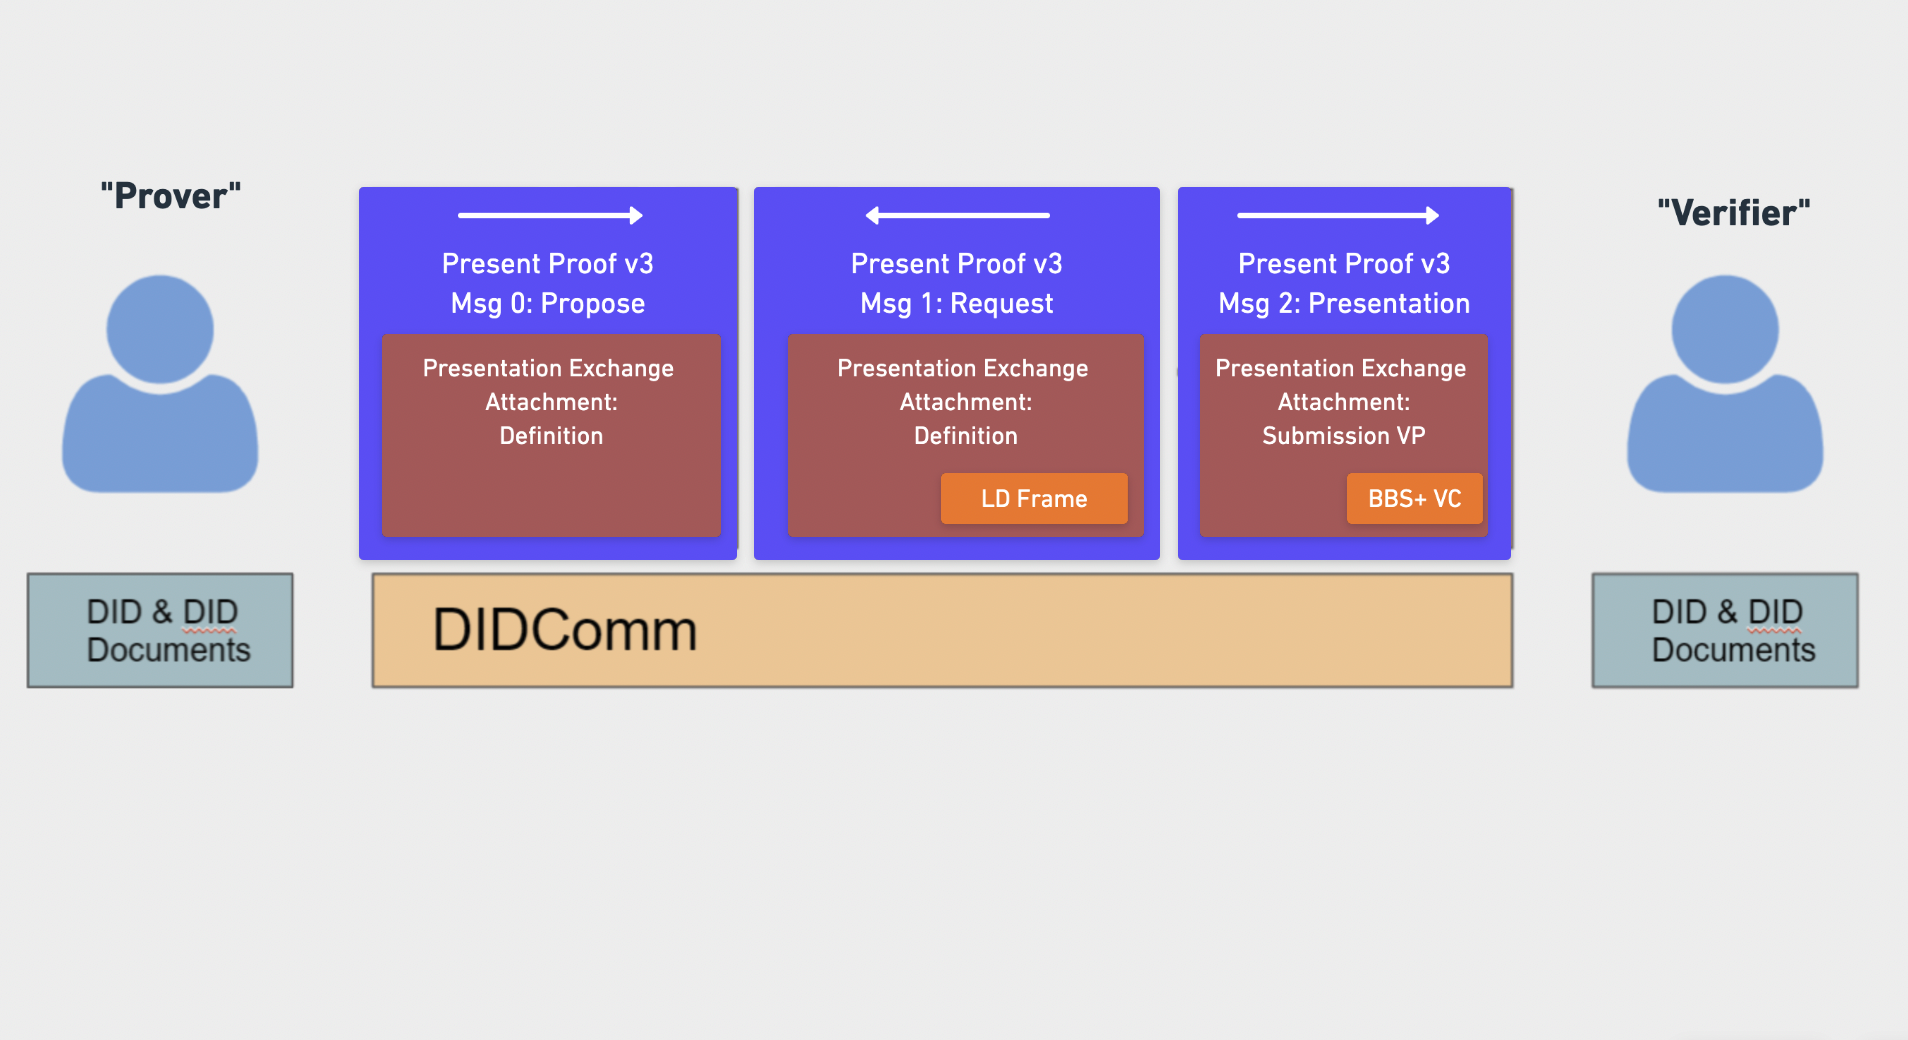 "Prover"
Present Proof v3
Msg 0: Propose
Presentation Exchange
Attachment:
Definition
Present Proof v3
Msg 1: Request
Presentation Exchange
Attachment:
Definition
LD Frame
Present Proof v3
Msg 2: Presentation
Presentation Exchange
Attachment:
Submission VP
BBS+ VC
"Verifier"
DID & DID
Documents
DIDComm
DID & DID
Documents